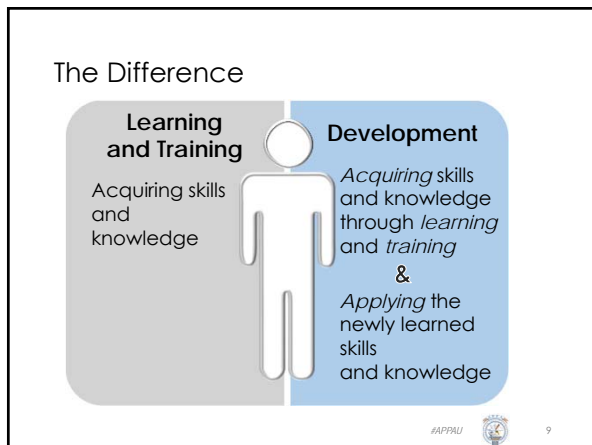 The Difference
Learning
and Training
Acquiring skills
and
knowledge
Development
Acquiring skills
and knowledge
through learning
and training
&
Applying the
newly learned
skills
and knowledge
#APPAU
9